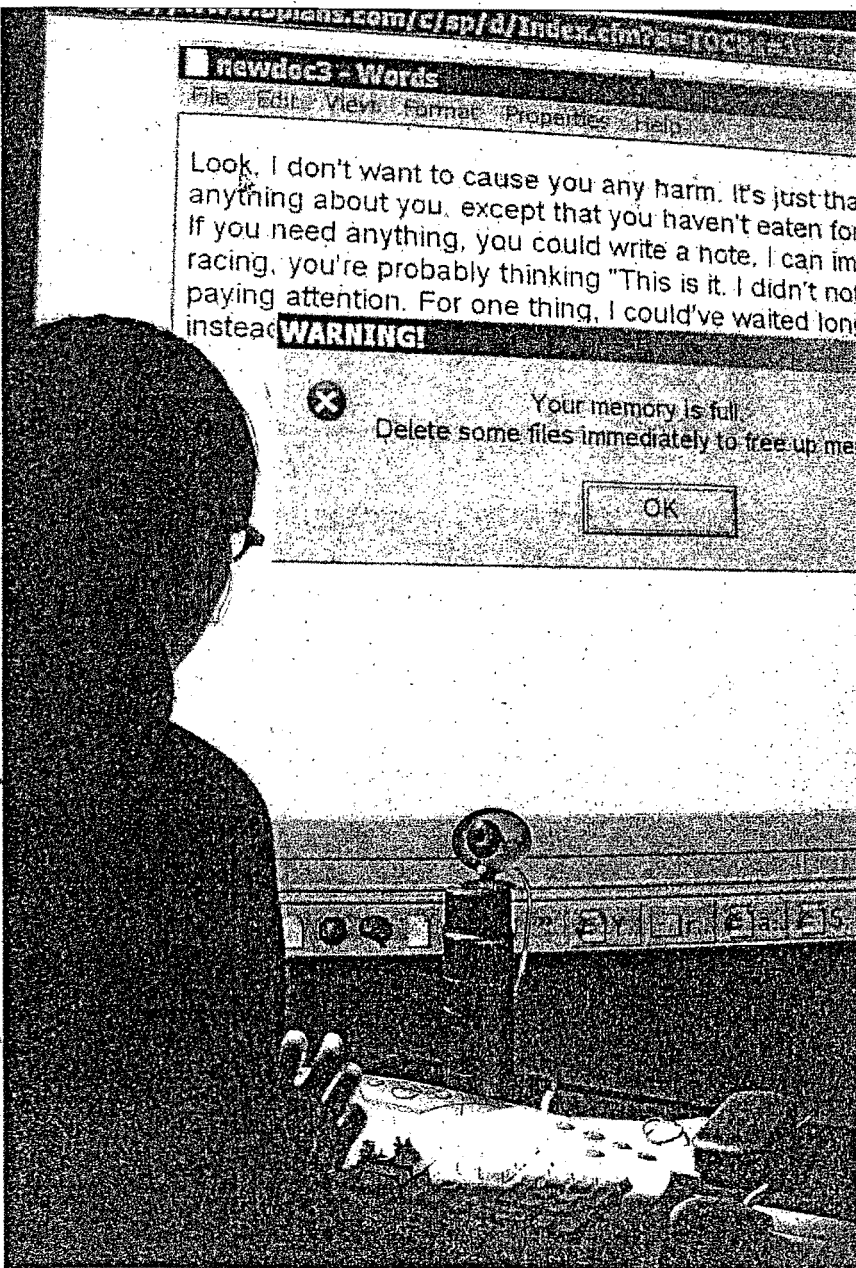 newdoc3 - Words
File Edit View Format Properties Help
Look, I don't want to cause you any harm. It's just tha
anything about you, except that you haven't eaten for
If you need anything, you could write a note, I can im
racing, you're probably thinking "This is it. I didn't not
paying attention. For one thing, I could've waited lon
instead
WARNING!
Your memory is full
Delete some files immediately to free up me
OK